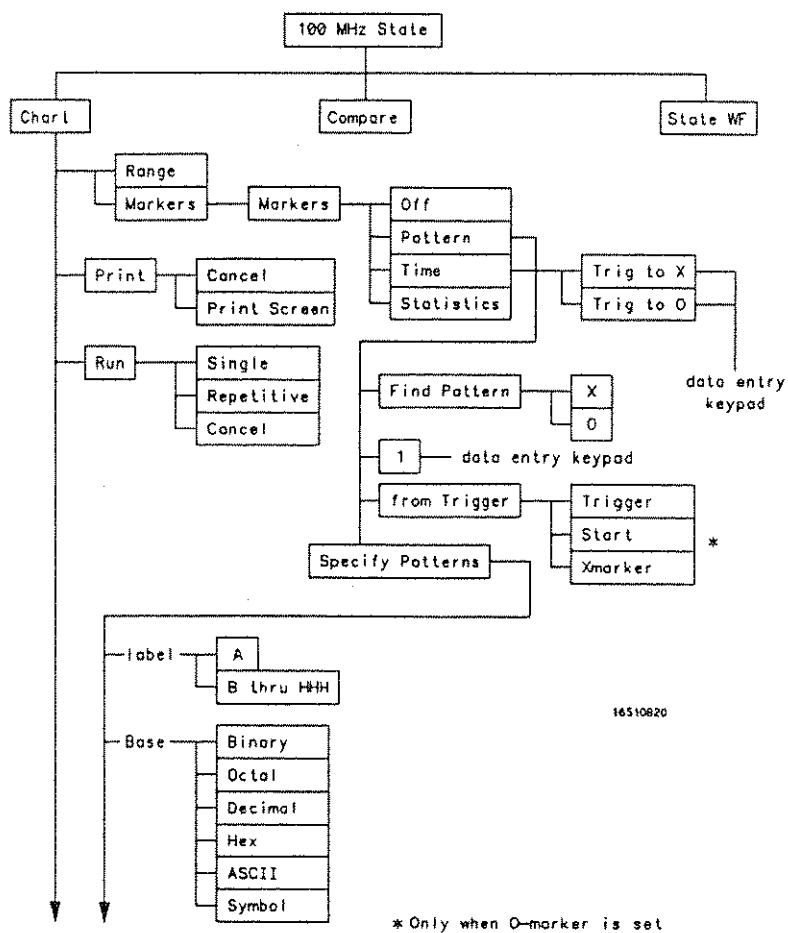 100 MHz State
Chart
Compare
State WF
Range
Markers
Markers
Off
Pattern
Time
Statistics
Trig to X
Trig to O
Print
Cancel
Print Screen
data entry
keypad
Run
Single
Repetitive
Cancel
Find Pattern
X
O
1
data entry keypad
from Trigger
Trigger
Start
Xmarker
*
Specify Patterns
label
A
B thru HHH
16510820
Base
Binary
Octal
Decimal
Hex
ASCII
Symbol
* Only when O-marker is set